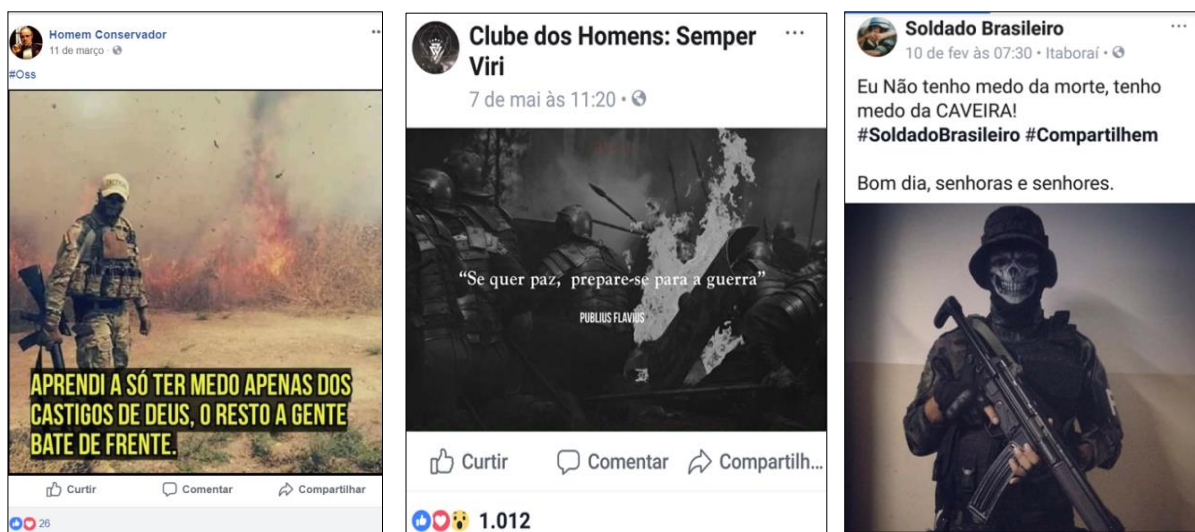 Homem Conservador
11 de março
#Oss
APRENDI A SÓ TER MEDO APENAS DOS
CASTIGOS DE DEUS, O RESTO A GENTE
BATE DE FRENTE.
Curtir Comentar Compartilhar
26
Clube dos Homens: Semper
Viri
7 de mai às 11:20
“Se quer paz, prepare-se para a guerra”
PUBLIUS FLAVIUS
Curtir Comentar Compartilh...
1.012
Soldado Brasileiro
10 de fev às 07:30 • Itaboraí
Eu Não tenho medo da morte, tenho
medo da CAVEIRA!
#SoldadoBrasileiro #Compartilhem
Bom dia, senhoras e senhores.